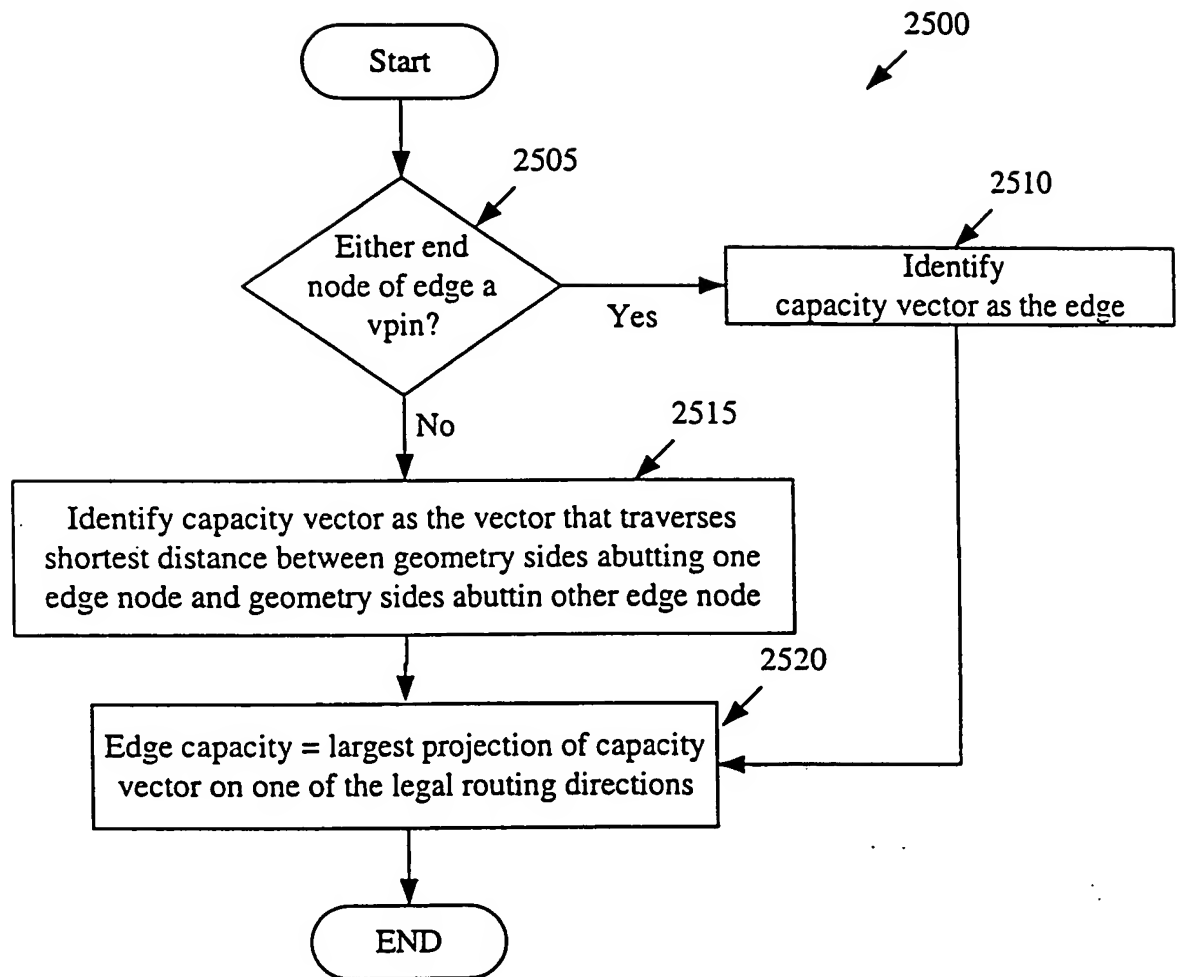 2500
Start
2505
Either end
node of edge a
vpin?
Yes
2510
Identify
capacity vector as the edge
No
2515
Identify capacity vector as the vector that traverses
shortest distance between geometry sides abutting one
edge node and geometry sides abuttin other edge node
2520
Edge capacity = largest projection of capacity
vector on one of the legal routing directions
END